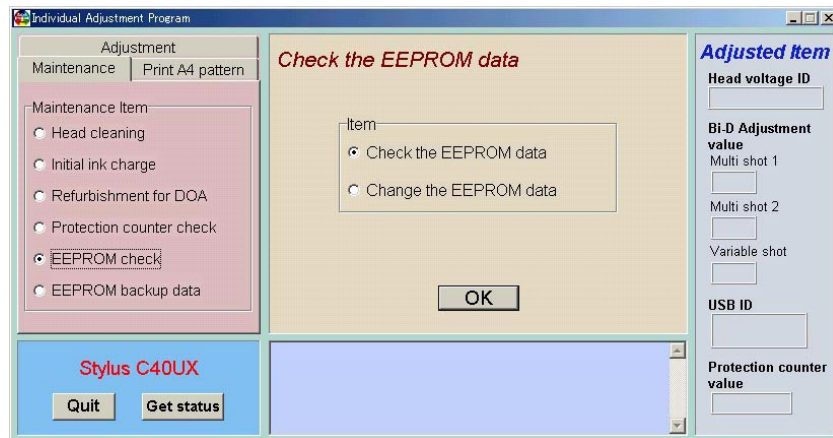 Individual Adjustment Program
Adjustment
Maintenance
Print A4 pattern
Maintenance Item
Head cleaning
Initial ink charge
Refurbishment for DOA
Protection counter check
EEPROM check
EEPROM backup data
Stylus C40UX
Quit
Get status
Check the EEPROM data
Item
Check the EEPROM data
Change the EEPROM data
OK
Adjusted Item
Head voltage ID
Bi-D Adjustment
value
Multi shot 1
Multi shot 2
Variable shot
USB ID
Protection counter
value